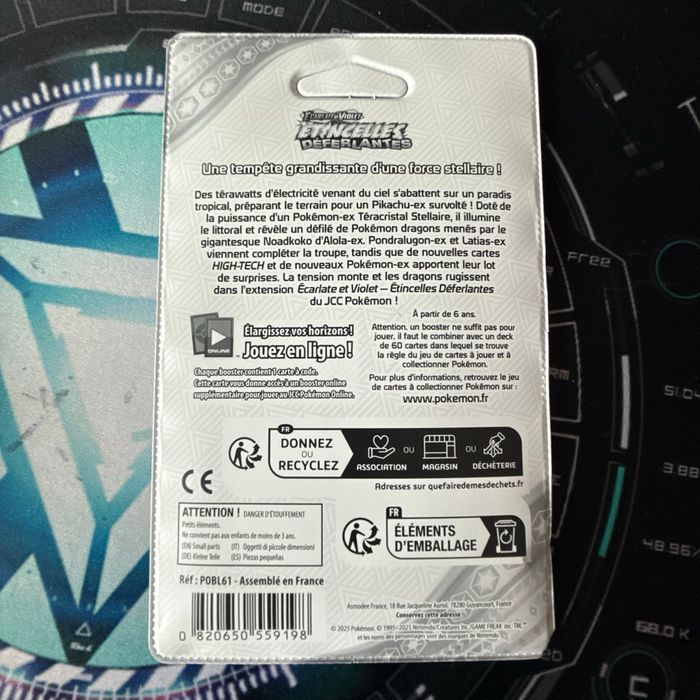 MODE
ÉCARLATE ET VIOLET
ÉTINCELLES
DÉFERLANTES
Une tempête grandissante d'une force stellaire !
Des térawatts d'électricité venant du ciel s'abattent sur un paradis
tropical, préparant le terrain pour un Pikachu-ex survolté ! Doté de
la puissance d'un Pokémon-ex Téracristal Stellaire, il illumine
le littoral et révèle un défilé de Pokémon dragons menés par le
gigantesque Noadkoko d'Alola-ex. Pondralugon-ex et Latias-ex
viennent compléter la troupe, tandis que de nouvelles cartes
HIGH-TECH et de nouveaux Pokémon-ex apportent leur lot
de surprises. La tension monte et les dragons rugissent
dans l'extension Écarlate et Violet – Étincelles Déferlantes
du JCC Pokémon !
ONLINE
Élargissez vos horizons !
Jouez en ligne !
Chaque booster contient 1 carte à code.
Cette carte vous donne accès à un booster online
supplémentaire pour jouer au JCC Pokémon Online.
À partir de 6 ans.
Attention, un booster ne suffit pas pour
jouer, il faut le combiner avec un deck
de 60 cartes dans lequel se trouve
la règle du jeu de cartes à jouer et à
collectionner Pokémon.
Pour plus d'informations, retrouvez le jeu
de cartes à collectionner Pokémon sur :
www.pokemon.fr
FR
DONNEZ
OU
RECYCLEZ
ASSOCIATION
OU
MAGASIN
OU
DÉCHÈTERIE
Adresses sur quefairedemesdechets.fr
CE
ATTENTION ! DANGER D'ÉTOUFFEMENT
Petits éléments.
Ne convient pas aux enfants de moins de 3 ans.
(EN) Small parts (IT) Oggetti di piccole dimensioni
(DE) Kleine Teile (ES) Piezas pequeñas
FR
ÉLÉMENTS
D'EMBALLAGE
Réf : POBL61 - Assemblé en France
0 820650 559198
Asmodee France, 18 Rue Jacqueline Auriol, 78280 Guyancourt, France
Conservez cette adresse.
© 2025 Pokémon. © 1995-2025 Nintendo/Creatures Inc./GAME FREAK inc. TM, ®
et les noms des personnages sont des marques de Nintendo.
FREE
51.0
3.88
48.96
68.0 K